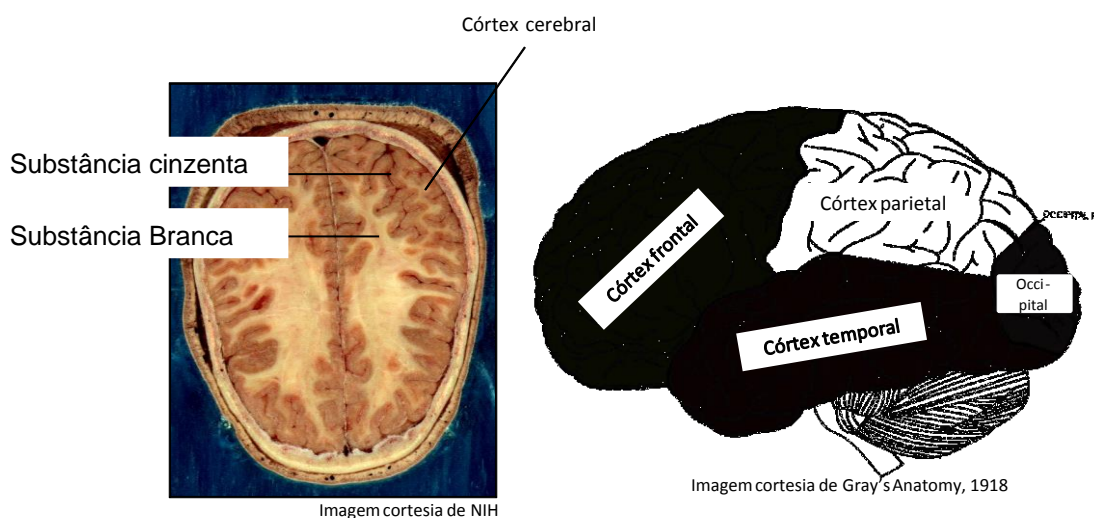 Córtex cerebral
Substância cinzenta
Substância Branca
Imagem cortesia de NIH
Córtex frontal
Córtex parietal
Córtex temporal
Occi-
pital
Imagem cortesia de Gray's Anatomy, 1918